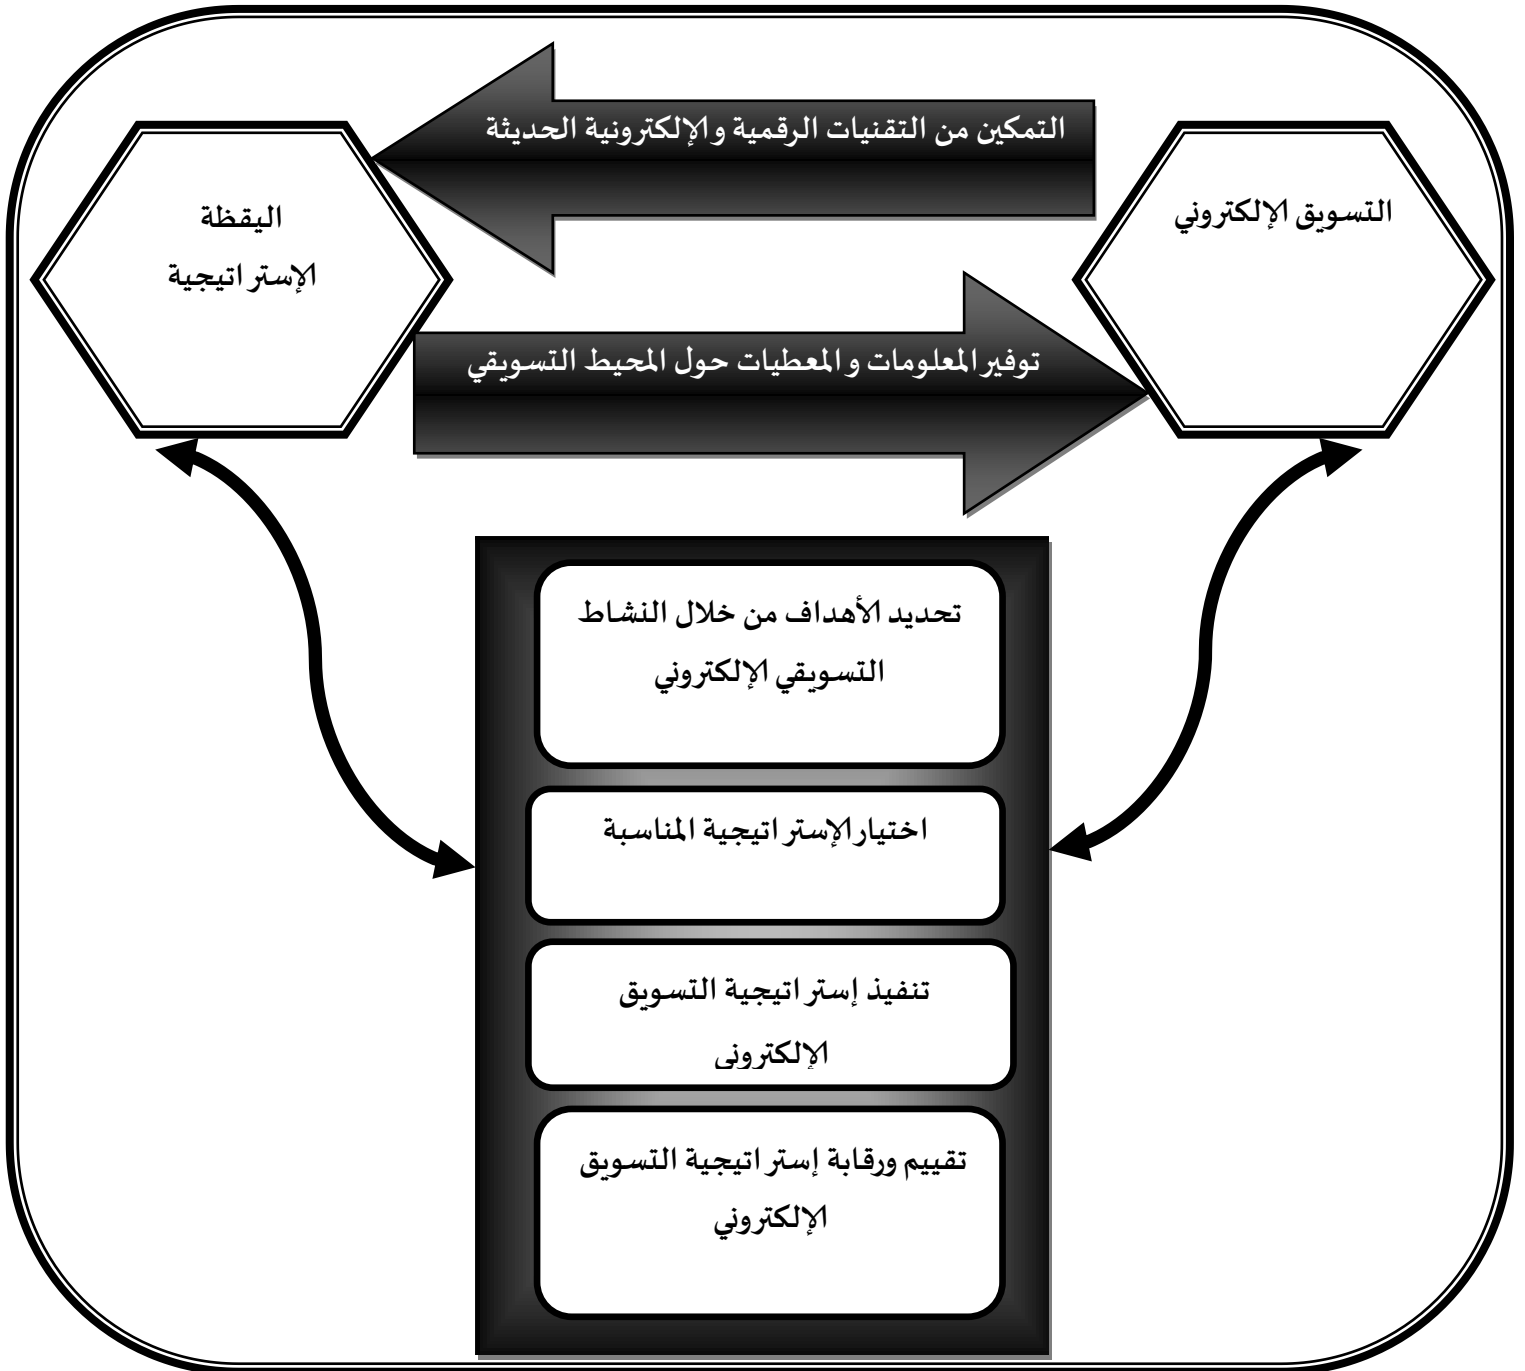 التمكين من التقنيات الرقمية والإلكترونية الحديثة
التسويق الإلكتروني
اليقظة
الإستراتيجية
توفير المعلومات و المعطيات حول المحيط التسويقي
تحديد الأهداف من خلال النشاط
التسويقي الإلكتروني
اختيار الإستراتيجية المناسبة
تنفيذ إستراتيجية التسويق
الإلكتروني
تقييم ورقابة إستراتيجية التسويق
الإلكتروني